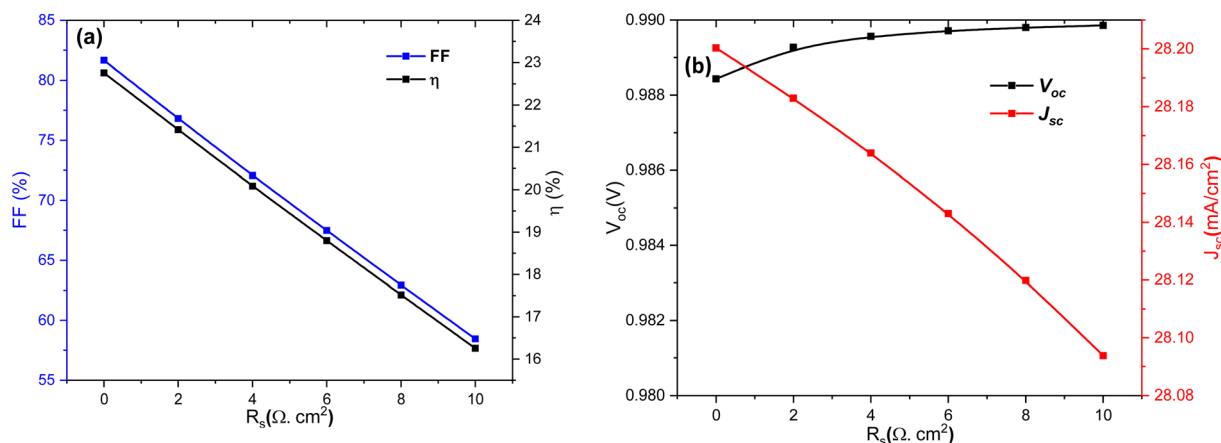 (a)
FF
η
85
80
75
70
65
60
55
FF (%)
24
23
22
21
20
19
18
17
16
η (%)
0 2 4 6 8 10
Rₛ(Ω. cm²)
(b)
Vₒc
Jₛc
0.990
0.988
0.986
0.984
0.982
0.980
Vₒc(V)
28.20
28.18
28.16
28.14
28.12
28.10
28.08
Jₛc(mA/cm²)
0 2 4 6 8 10
Rₛ(Ω. cm²)